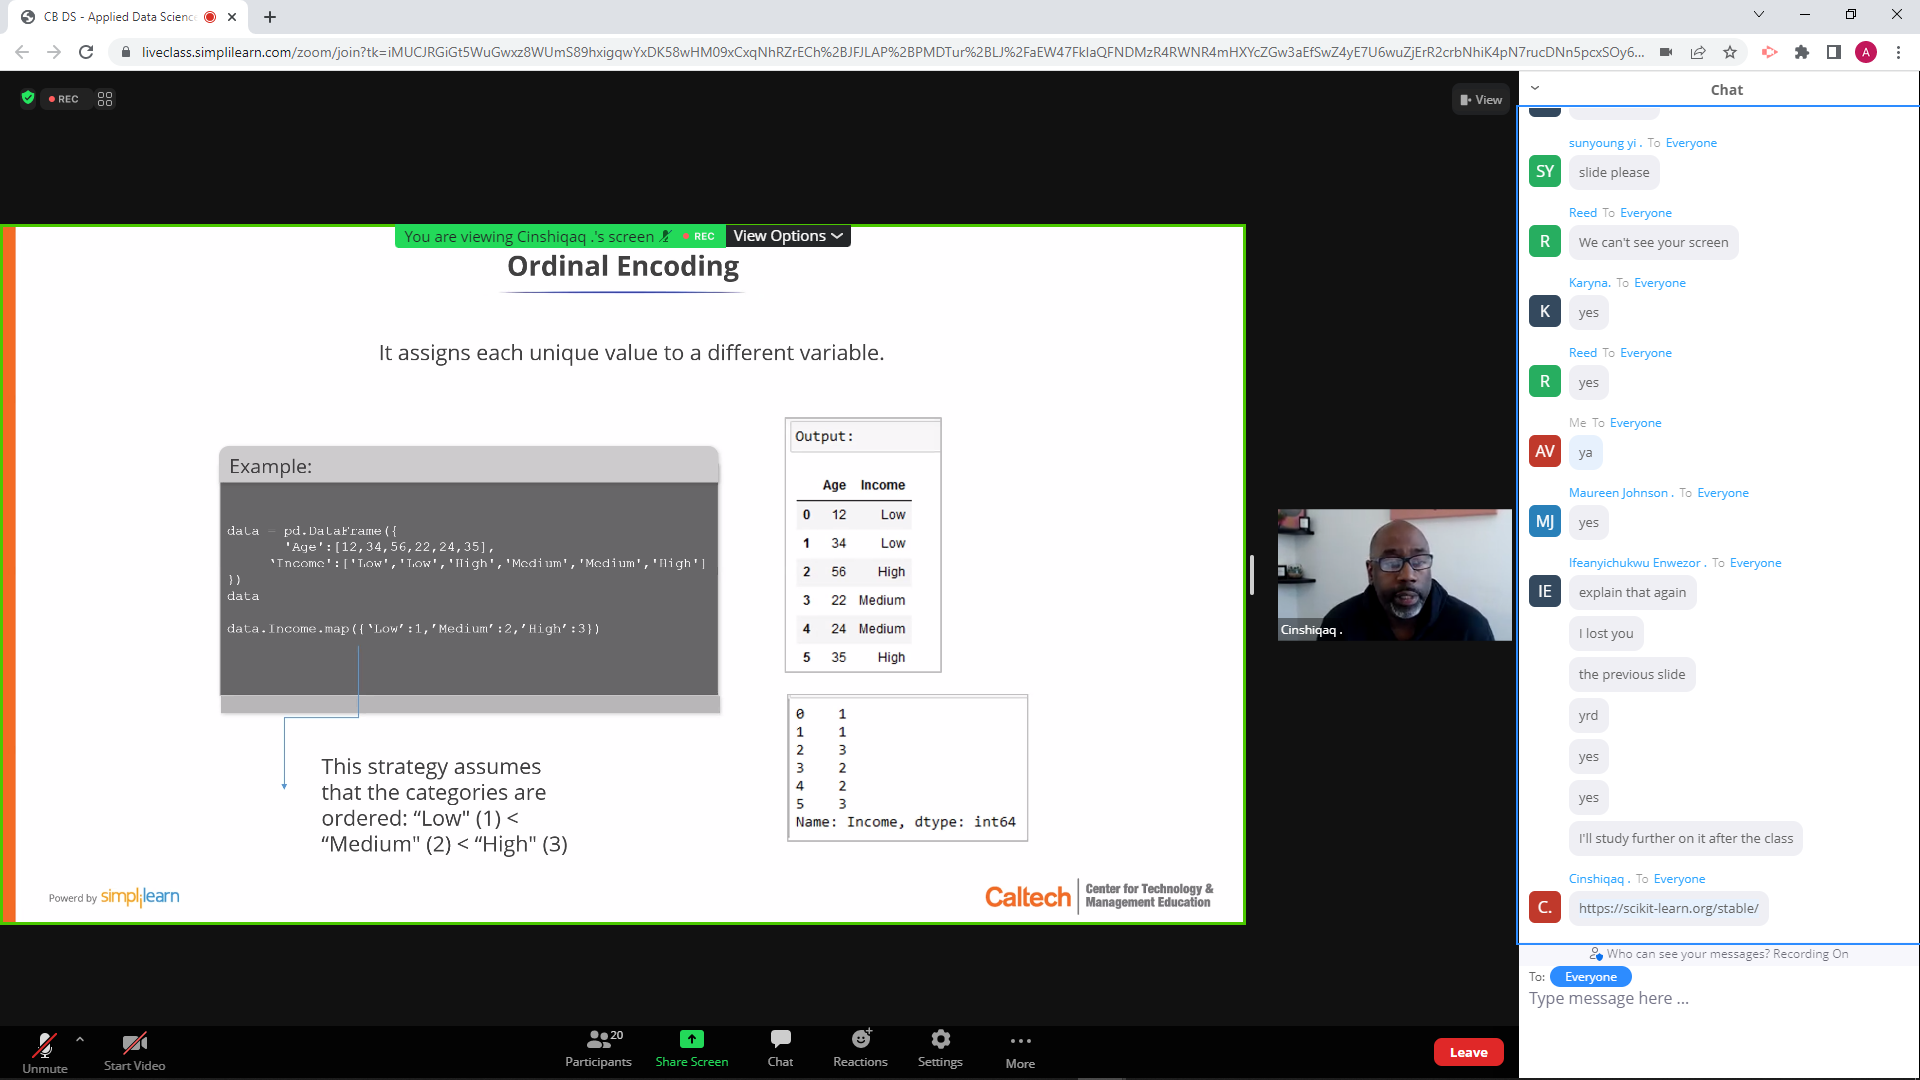 CB DS - Applied Data Scienc
liveclass.simplilearn.com/zoom/join?tk=iMUCJRGiGt5WuGwxz8WUmS89hxigqwYxDK58wHM09xCxqNhRZrECh%2BJFJLAP%2BPMDTur%2BLJ%2FaEW47FklaQFNDMzR4RWNR4mHXYcZGw3aEfSwZ4yE7U6wuZjErR2crbNhiK4pN7rucDNn5pcxSOy6...
A
REC
View
You are viewing Cinshiqaq .'s screen
REC
View Options
Ordinal Encoding
It assigns each unique value to a different variable.
Example:
data = pd.DataFrame({
'Age':[12,34,56,22,24,35],
‘Income':['Low','Low','High','Medium','Medium','High']
})
data
data.Income.map({‘Low’:1,’Medium’:2,’High’:3})
This strategy assumes
that the categories are
ordered: “Low" (1) <
“Medium" (2) < “High" (3)
Output:
Age Income
0 12 Low
1 34 Low
2 56 High
3 22 Medium
4 24 Medium
5 35 High
0 1
1 1
2 3
3 2
4 2
5 3
Name: Income, dtype: int64
Powered by simplilearn
Caltech
Center for Technology &
Management Education
Cinshiqaq .
Chat
sunyoung yi . To Everyone
SY
slide please
Reed To Everyone
R
We can't see your screen
Karyna. To Everyone
K
yes
Reed To Everyone
R
yes
Me To Everyone
AV
ya
Maureen Johnson . To Everyone
MJ
yes
Ifeanyichukwu Enwezor . To Everyone
IE
explain that again
I lost you
the previous slide
yrd
yes
yes
I'll study further on it after the class
Cinshiqaq . To Everyone
C.
https://scikit-learn.org/stable/
Who can see your messages? Recording On
To: Everyone
Type message here ...
Unmute
Start Video
20
Participants
Share Screen
Chat
Reactions
Settings
More
Leave